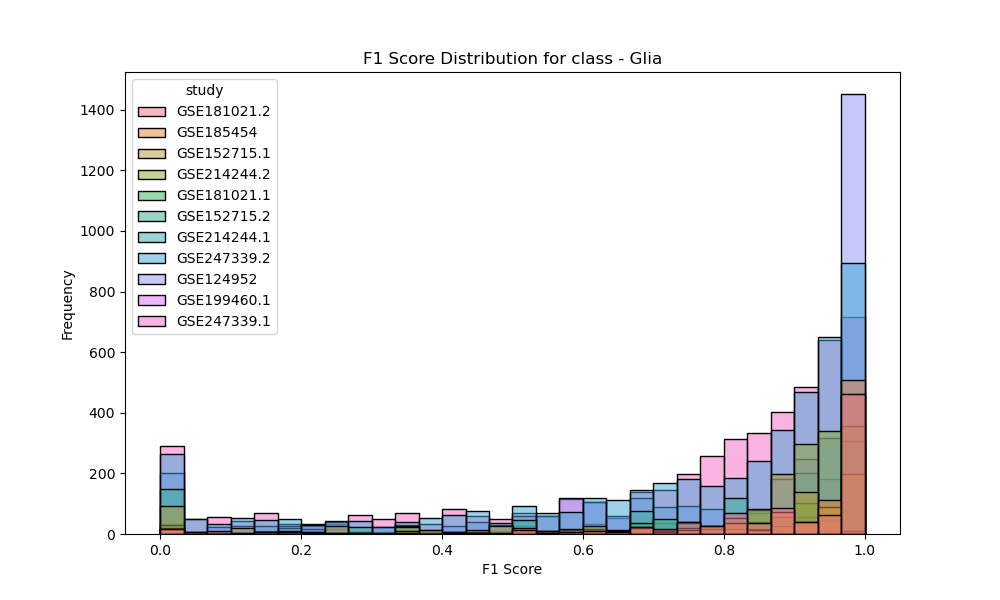 F1 Score Distribution for class - Glia
study
GSE181021.2
GSE185454
GSE152715.1
GSE214244.2
GSE181021.1
GSE152715.2
GSE214244.1
GSE247339.2
GSE124952
GSE199460.1
GSE247339.1
Frequency
1400
1200
1000
800
600
400
200
0
0.0 0.2 0.4 0.6 0.8 1.0
F1 Score